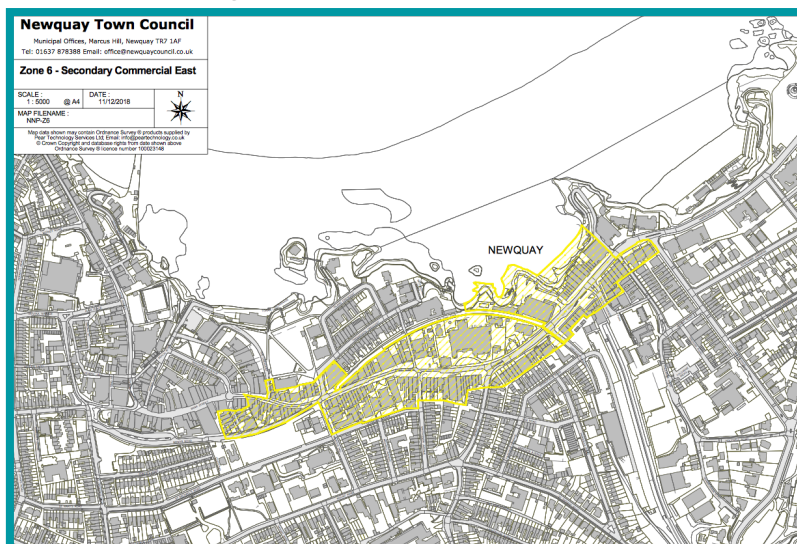 Newquay Town Council
Municipal Offices, Marcus Hill, Newquay TR7 1AF
Tel: 01637 878388 Email: office@newquaycouncil.co.uk
Zone 6 - Secondary Commercial East
SCALE :
1 : 5000 @ A4
DATE :
11/12/2018
N
MAP FILENAME :
NNP-Z6
Map data shown may contain Ordnance Survey ® products supplied by
Pear Technology Services Ltd; Email: info@peartechnology.co.uk
© Crown Copyright and database rights from date shown above
Ordnance Survey ® licence number 100023148
NEWQUAY